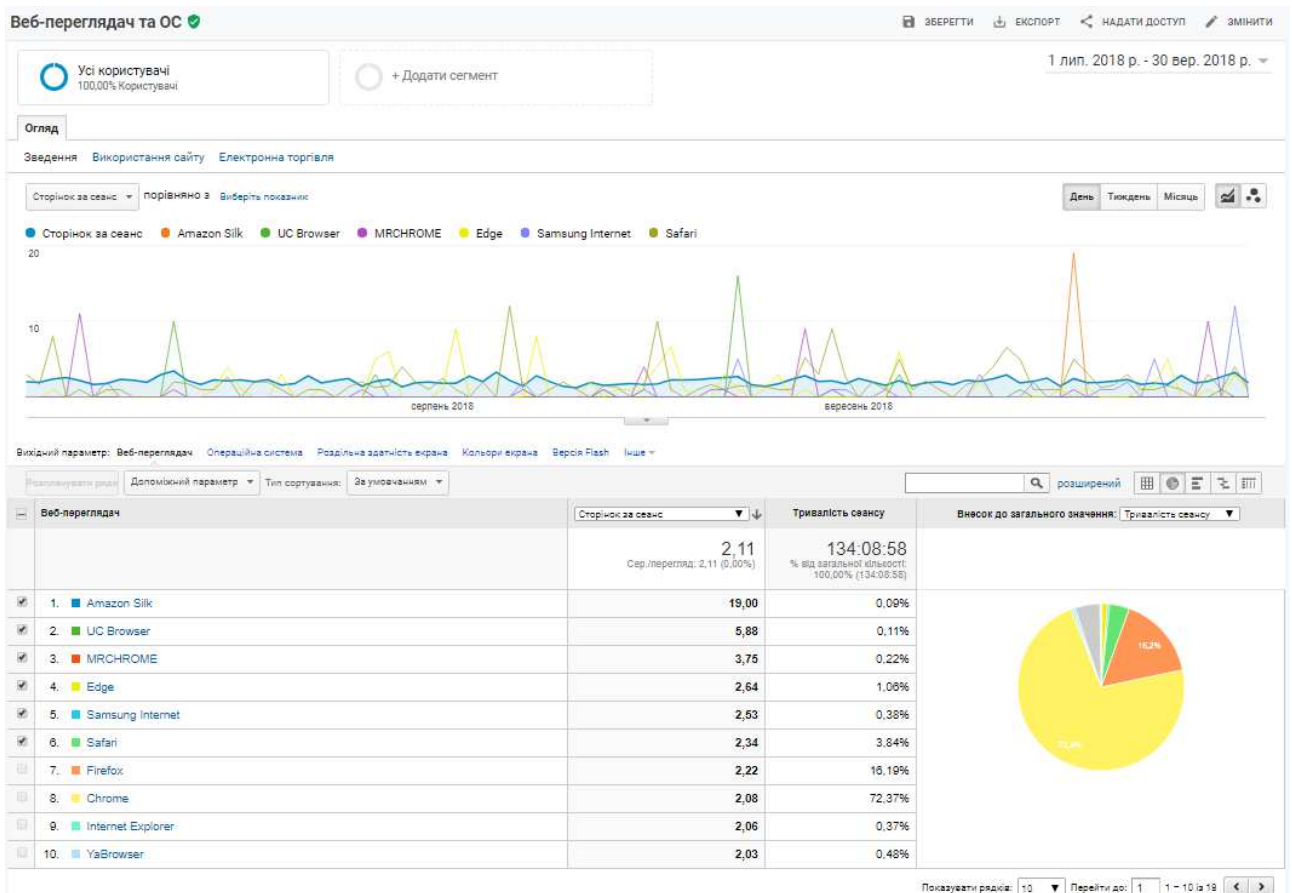 Веб-переглядач та ОС
ЗБЕРЕГТИ ЕКСПОРТ НАДАТИ ДОСТУП ЗМІНИТИ
Усі користувачі
100,00% Користувачі
+ Додати сегмент
1 лип. 2018 р. - 30 вер. 2018 р.
Огляд
Зведення Використання сайту Електронна торгівля
Сторінок за сеанс порівняно з Виберіть показник
День Тиждень Місяць
Сторінок за сеанс Amazon Silk UC Browser MRCHROME Edge Samsung Internet Safari
20
10
серпень 2018 вересень 2018
Вихідний параметр: Веб-переглядач Операційна система Роздільна здатність екрана Кольори екрана Версія Flash Інше
Допоміжний параметр Тип сортування: За умовчанням розширений
Веб-переглядач Сторінок за сеанс Тривалість сеансу Внесок до загального значення: Тривалість сеансу
2,11 134:08:58
Сер./перегляд: 2,11 (0,00%) % від загальної кількості: 100,00% (134:08:58)
1. Amazon Silk 19,00 0,09%
2. UC Browser 5,88 0,11%
3. MRCHROME 3,75 0,22%
4. Edge 2,64 1,06%
5. Samsung Internet 2,53 0,38%
6. Safari 2,34 3,84%
7. Firefox 2,22 16,19%
8. Chrome 2,08 72,37%
9. Internet Explorer 2,06 0,37%
10. YaBrowser 2,03 0,48%
16,2%
72,4%
Показувати рядків: 10 Перейти до: 1 1 – 10 із 18